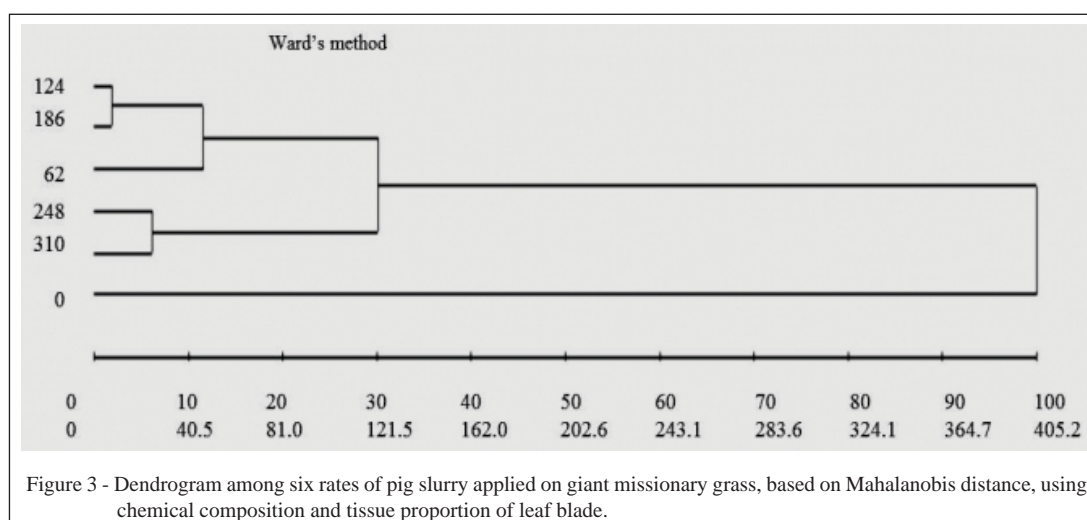 Ward's method
124
186
62
248
310
0
0 10 20 30 40 50 60 70 80 90 100
0 40.5 81.0 121.5 162.0 202.6 243.1 283.6 324.1 364.7 405.2
Figure 3 - Dendrogram among six rates of pig slurry applied on giant missionary grass, based on Mahalanobis distance, using
chemical composition and tissue proportion of leaf blade.